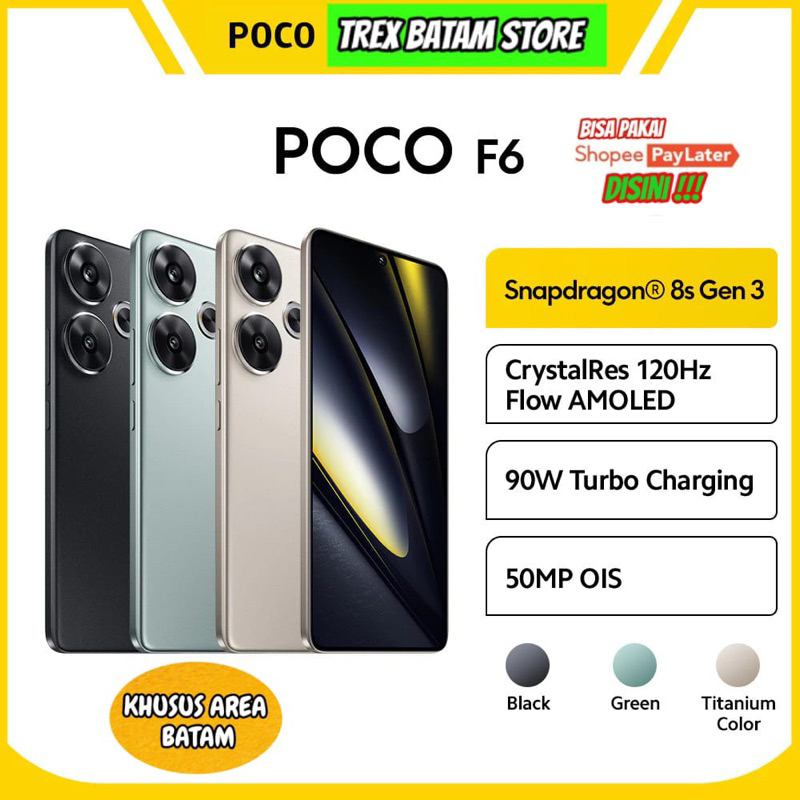 POCO TREX BATAM STORE
POCO F6
BISA PAKAI
Shopee PayLater
DISINI !!!
Snapdragon® 8s Gen 3
CrystalRes 120Hz
Flow AMOLED
90W Turbo Charging
50MP OIS
Black
Green
Titanium
Color
KHUSUS AREA
BATAM